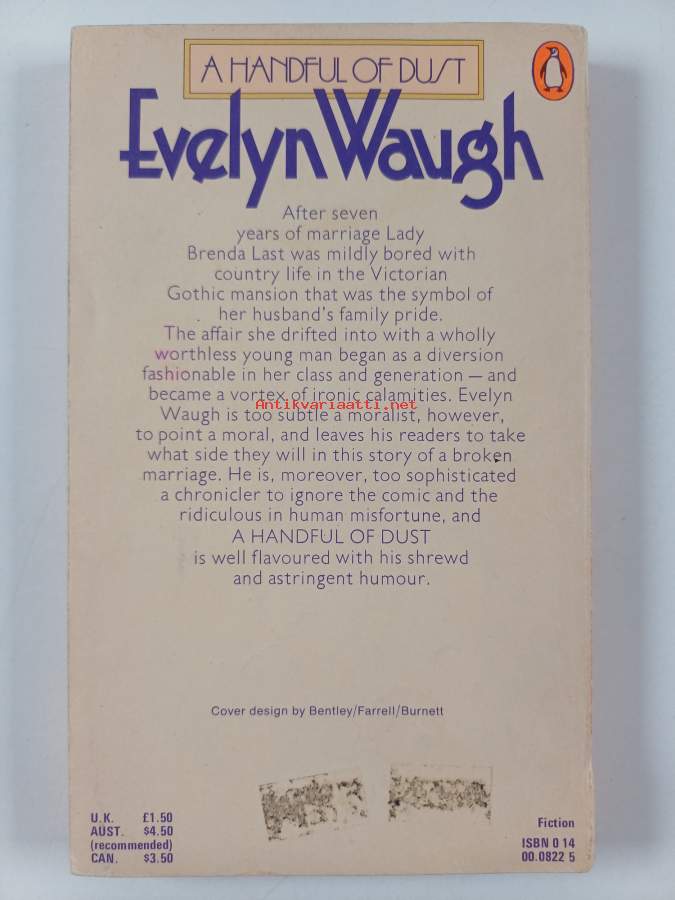 A HANDFUL OF DUST
Evelyn Waugh
After seven
years of marriage Lady
Brenda Last was mildly bored with
country life in the Victorian
Gothic mansion that was the symbol of
her husband's family pride.
The affair she drifted into with a wholly
worthless young man began as a diversion
fashionable in her class and generation — and
became a vortex of ironic calamities. Evelyn
Antikvariaatti.net
Waugh is too subtle a moralist, however,
to point a moral, and leaves his readers to take
what side they will in this story of a broken
marriage. He is, moreover, too sophisticated
a chronicler to ignore the comic and the
ridiculous in human misfortune, and
A HANDFUL OF DUST
is well flavoured with his shrewd
and astringent humour.
Cover design by Bentley/Farrell/Burnett
U.K. £1.50
AUST. $4.50
(recommended)
CAN. $3.50
Fiction
ISBN 0 14
00.0822 5